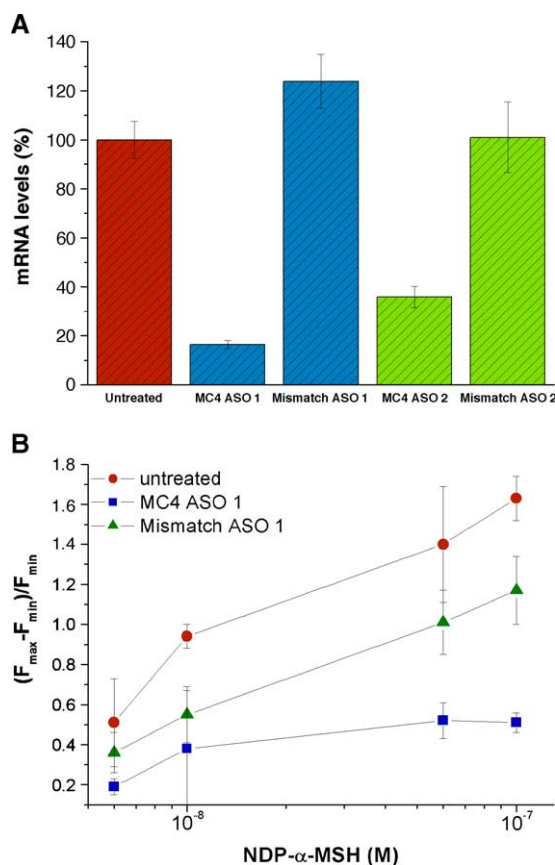 A
mRNA levels (%)
140
120
100
80
60
40
20
0
Untreated
MC4 ASO 1
Mismatch ASO 1
MC4 ASO 2
Mismatch ASO 2
B
(Fmax-Fmin)/Fmin
1.8
1.6
1.4
1.2
1.0
0.8
0.6
0.4
0.2
untreated
MC4 ASO 1
Mismatch ASO 1
10⁻⁸
10⁻⁷
NDP-α-MSH (M)